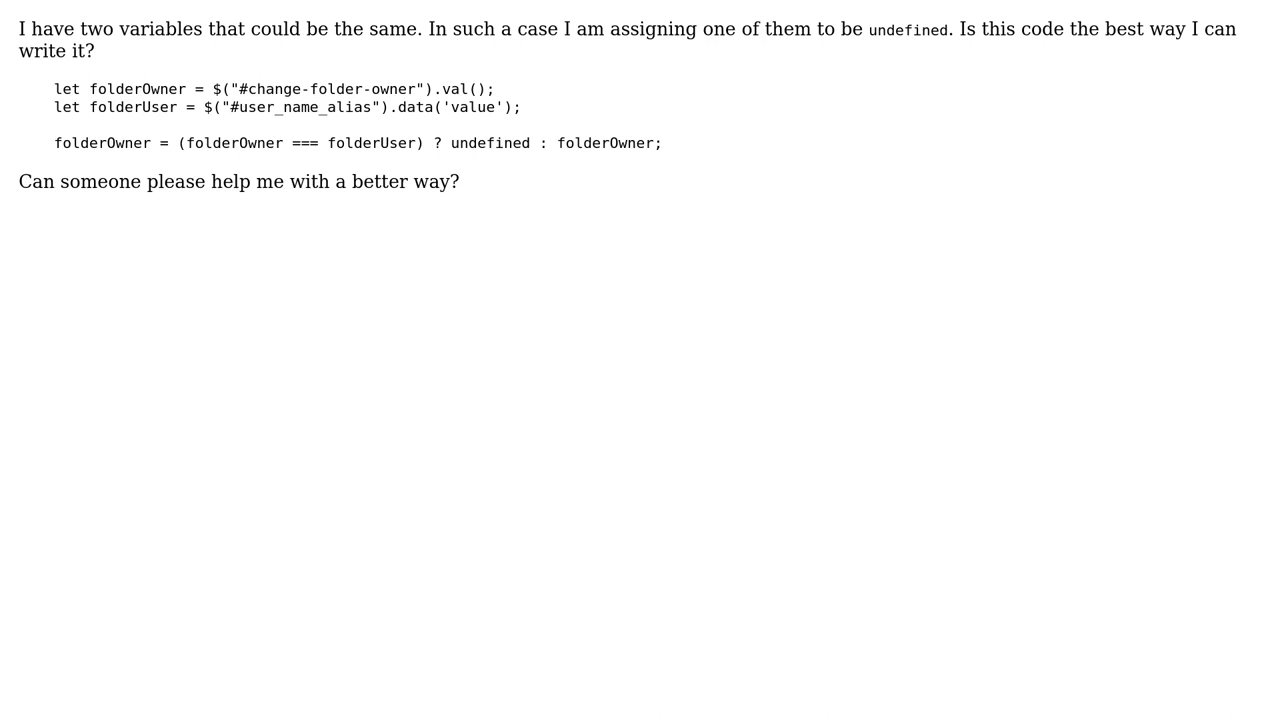 I have two variables that could be the same. In such a case I am assigning one of them to be undefined. Is this code the best way I can
write it?
let folderOwner = $("#change-folder-owner").val();
let folderUser = $("#user_name_alias").data('value');
folderOwner = (folderOwner === folderUser) ? undefined : folderOwner;
Can someone please help me with a better way?